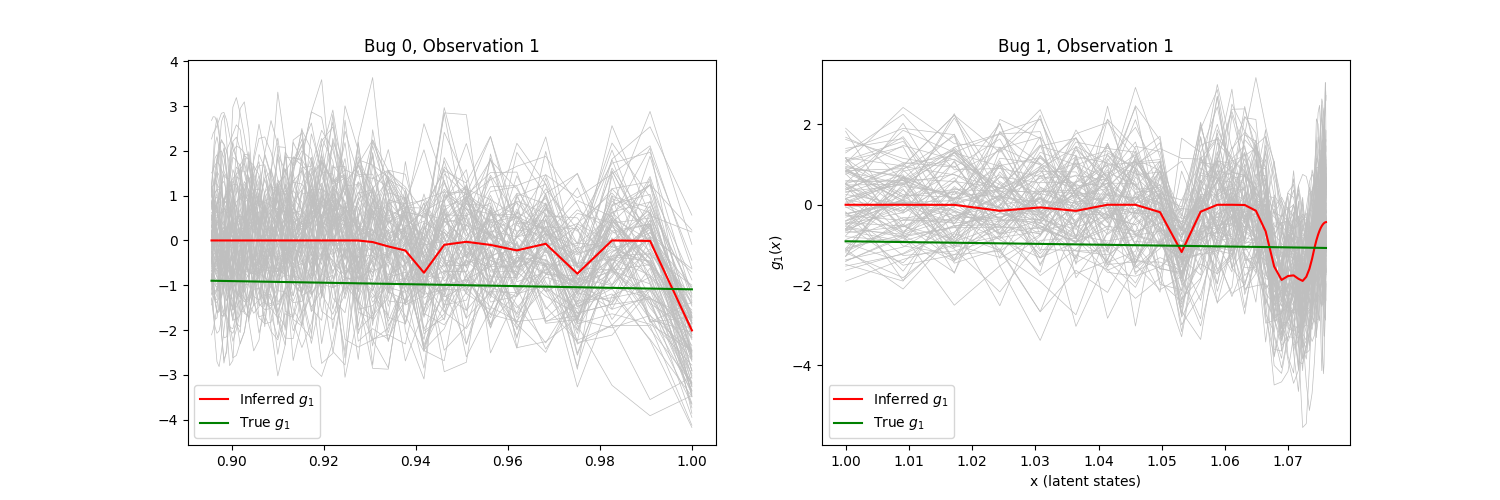 Bug 0, Observation 1
4
3
2
1
0
−1
−2
−3
−4
0.90 0.92 0.94 0.96 0.98 1.00
Inferred g₁
True g₁
Bug 1, Observation 1
g₁(x)
2
0
−2
−4
1.00 1.01 1.02 1.03 1.04 1.05 1.06 1.07
x (latent states)
Inferred g₁
True g₁